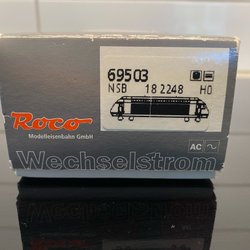 69503
NSB 18 2248 H0
Roco
Modelleisenbahn GmbH
AC
Wechselstrom